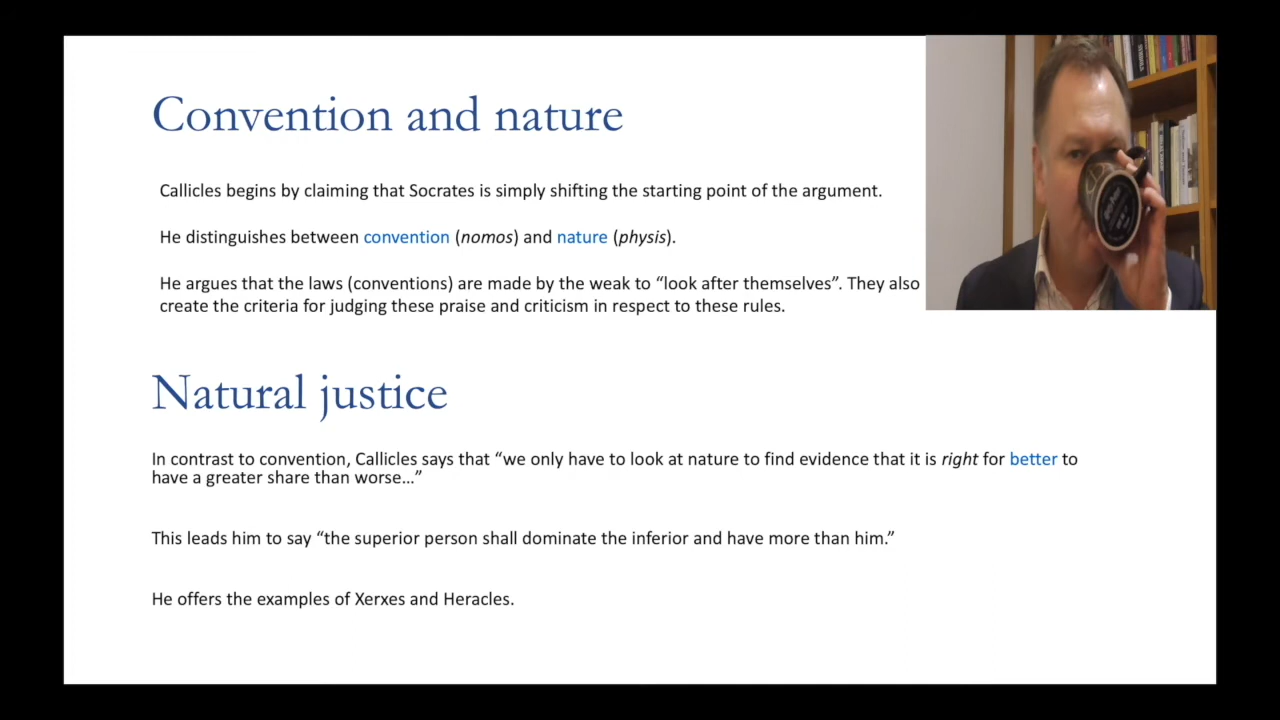 Convention and nature
Callicles begins by claiming that Socrates is simply shifting the starting point of the argument.
He distinguishes between convention (nomos) and nature (physis).
He argues that the laws (conventions) are made by the weak to “look after themselves”. They also
create the criteria for judging these praise and criticism in respect to these rules.
Natural justice
In contrast to convention, Callicles says that “we only have to look at nature to find evidence that it is right for better to
have a greater share than worse…”
This leads him to say “the superior person shall dominate the inferior and have more than him.”
He offers the examples of Xerxes and Heracles.